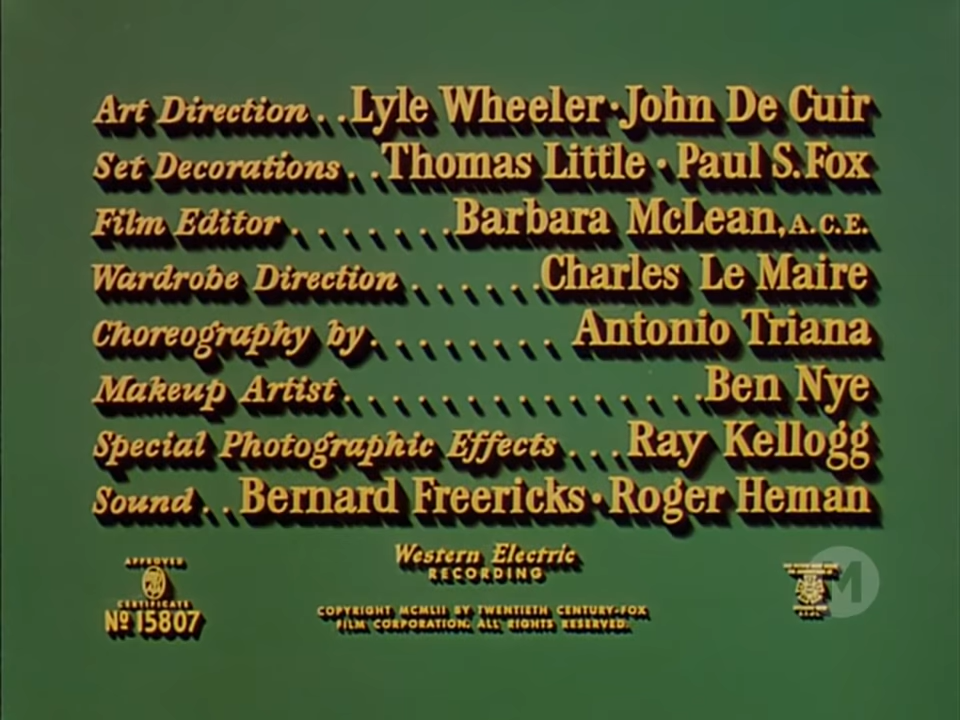 Art Direction . . Lyle Wheeler · John De Cuir
Set Decorations . . Thomas Little · Paul S. Fox
Film Editor . . . . . . . Barbara McLean, A.C.E.
Wardrobe Direction . . . . . . Charles Le Maire
Choreography by . . . . . . . . Antonio Triana
Makeup Artist . . . . . . . . . . . . . . . Ben Nye
Special Photographic Effects . . . Ray Kellogg
Sound . . Bernard Freericks · Roger Heman
Western Electric
RECORDING
APPROVED
CERTIFICATE
Nº 15807
COPYRIGHT MCMLII BY TWENTIETH CENTURY-FOX
FILM CORPORATION. ALL RIGHTS RESERVED.
M